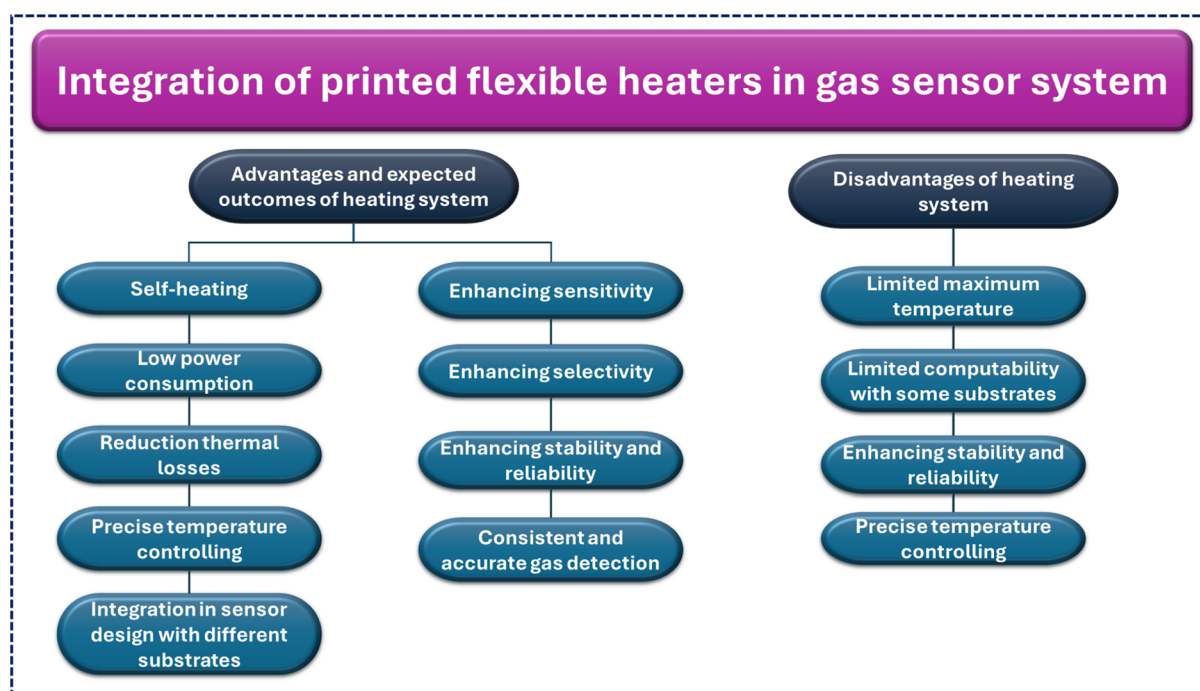 Integration of printed flexible heaters in gas sensor system
Advantages and expected
outcomes of heating system
Self-heating
Low power
consumption
Reduction thermal
losses
Precise temperature
controlling
Integration in sensor
design with different
substrates
Enhancing sensitivity
Enhancing selectivity
Enhancing stability and
reliability
Consistent and
accurate gas detection
Disadvantages of heating
system
Limited maximum
temperature
Limited computability
with some substrates
Enhancing stability and
reliability
Precise temperature
controlling